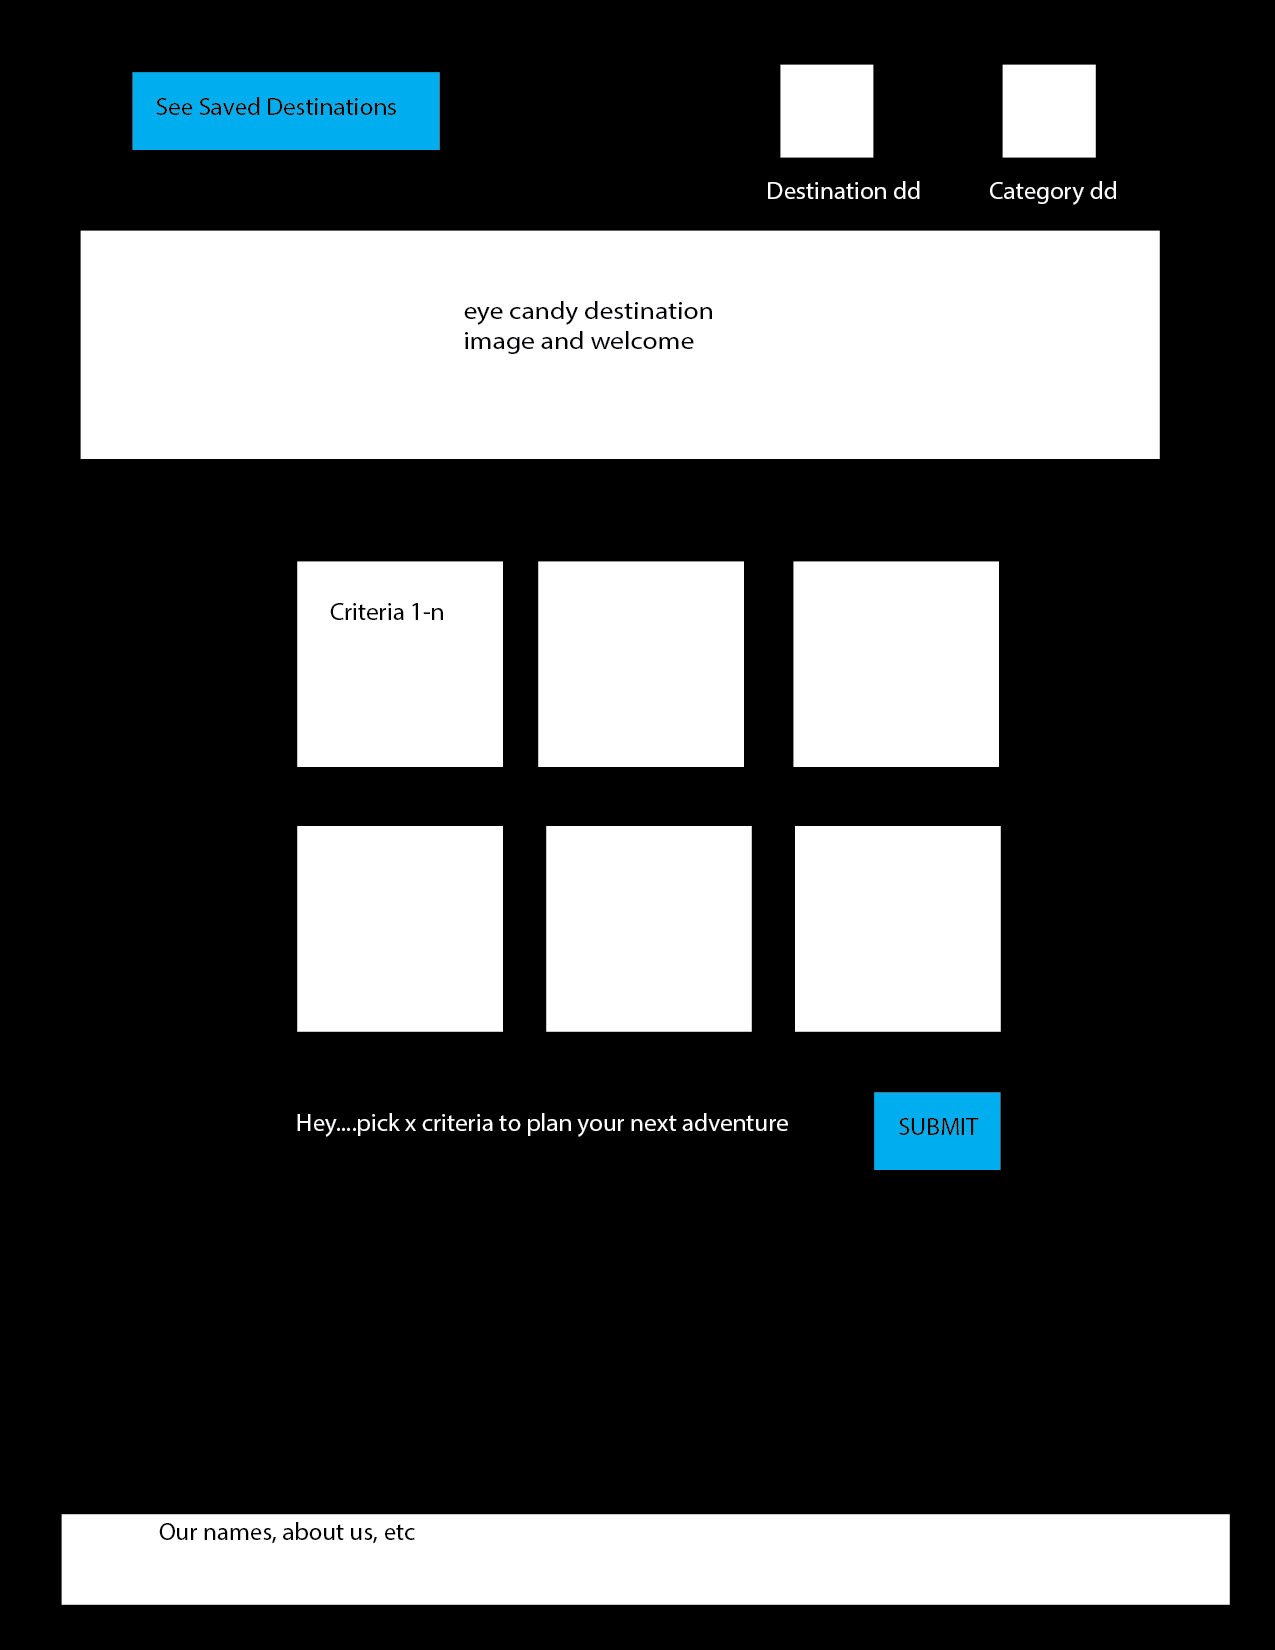 See Saved Destinations
Destination dd
Category dd
eye candy destination
image and welcome
Criteria 1-n
Hey....pick x criteria to plan your next adventure
SUBMIT
Our names, about us, etc